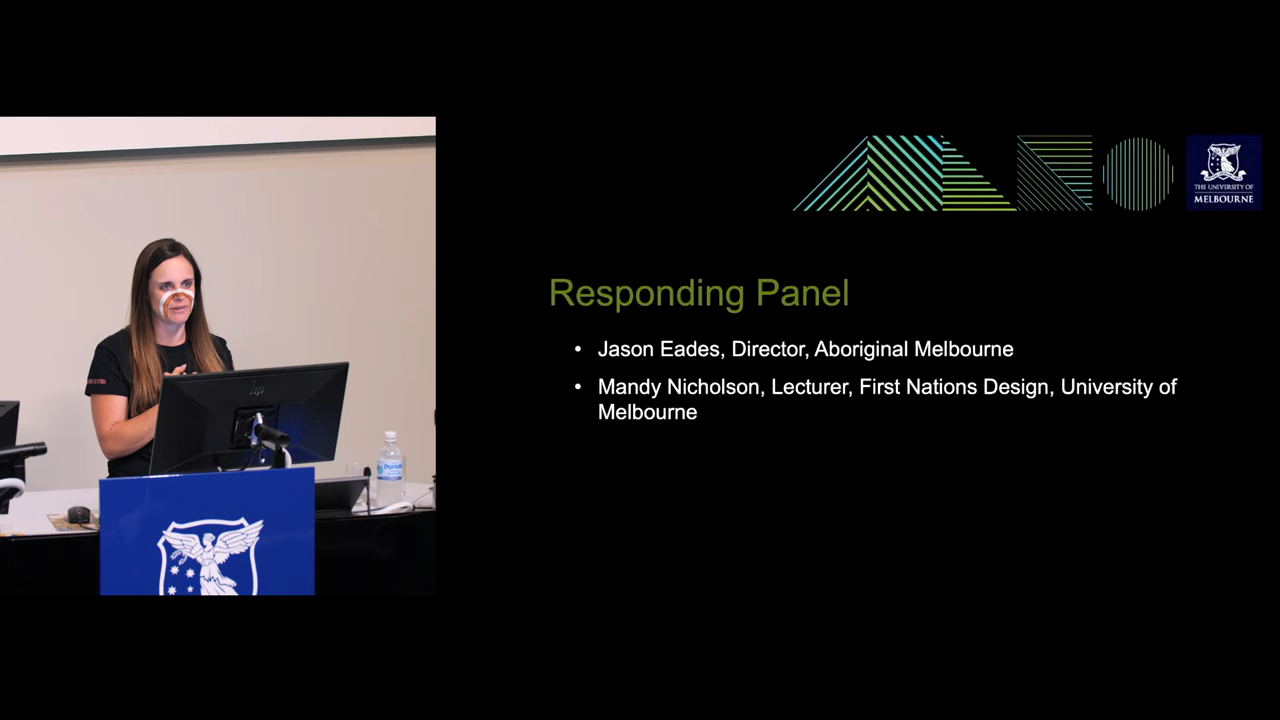 THE UNIVERSITY OF
MELBOURNE
Responding Panel
• Jason Eades, Director, Aboriginal Melbourne
• Mandy Nicholson, Lecturer, First Nations Design, University of
Melbourne
hp